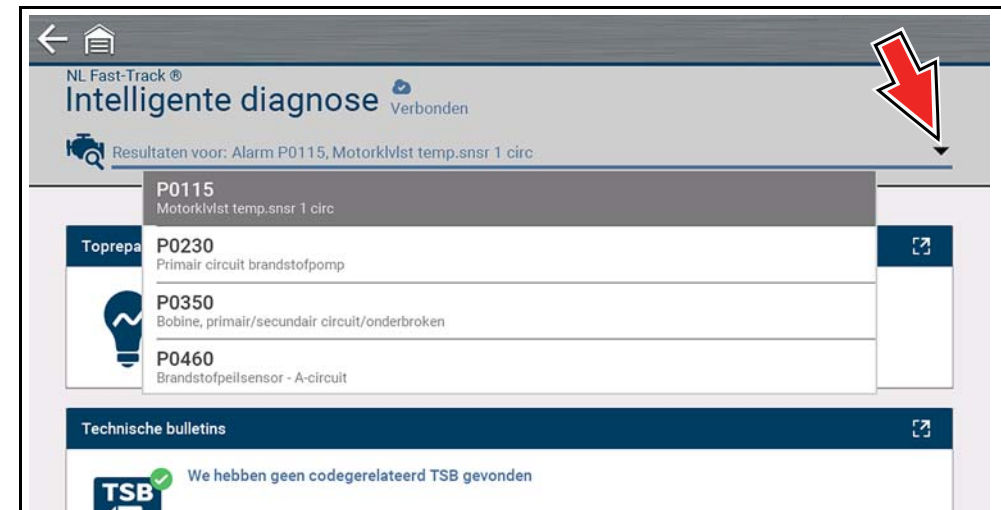 NL Fast-Track ®
Intelligente diagnose Verbonden
Resultaten voor: Alarm P0115, Motorklvlst temp.snsr 1 circ
P0115
Motorklvlst temp.snsr 1 circ
Toprepa
P0230
Primair circuit brandstofpomp
P0350
Bobine, primair/secundair circuit/onderbroken
P0460
Brandstofpeilsensor - A-circuit
Technische bulletins
We hebben geen codegerelateerd TSB gevonden
TSB